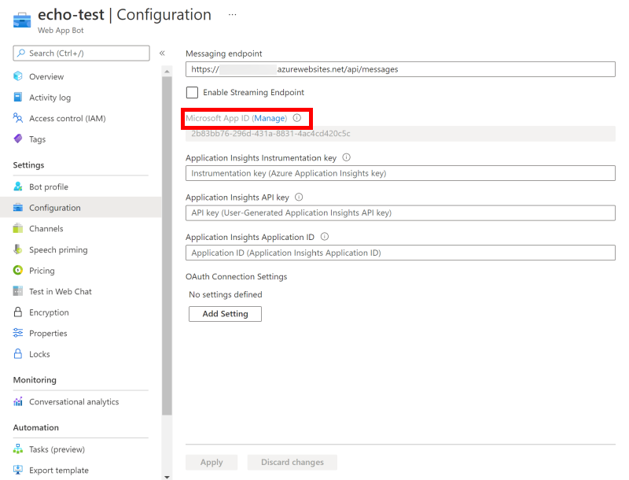 echo-test | Configuration ...
Web App Bot
Search (Ctrl+/)
«
Overview
Activity log
Access control (IAM)
Tags
Settings
Bot profile
Configuration
Channels
Speech priming
Pricing
Test in Web Chat
Encryption
Properties
Locks
Monitoring
Conversational analytics
Automation
Tasks (preview)
Export template
Messaging endpoint
https:// azurewebsites.net/api/messages
Enable Streaming Endpoint
Microsoft App ID (Manage)
2b83bb76-296d-431a-8831-4ac4cd420c5c
Application Insights Instrumentation key
Instrumentation key (Azure Application Insights key)
Application Insights API key
API key (User-Generated Application Insights API key)
Application Insights Application ID
Application ID (Application Insights Application ID)
OAuth Connection Settings
No settings defined
Add Setting
Apply
Discard changes